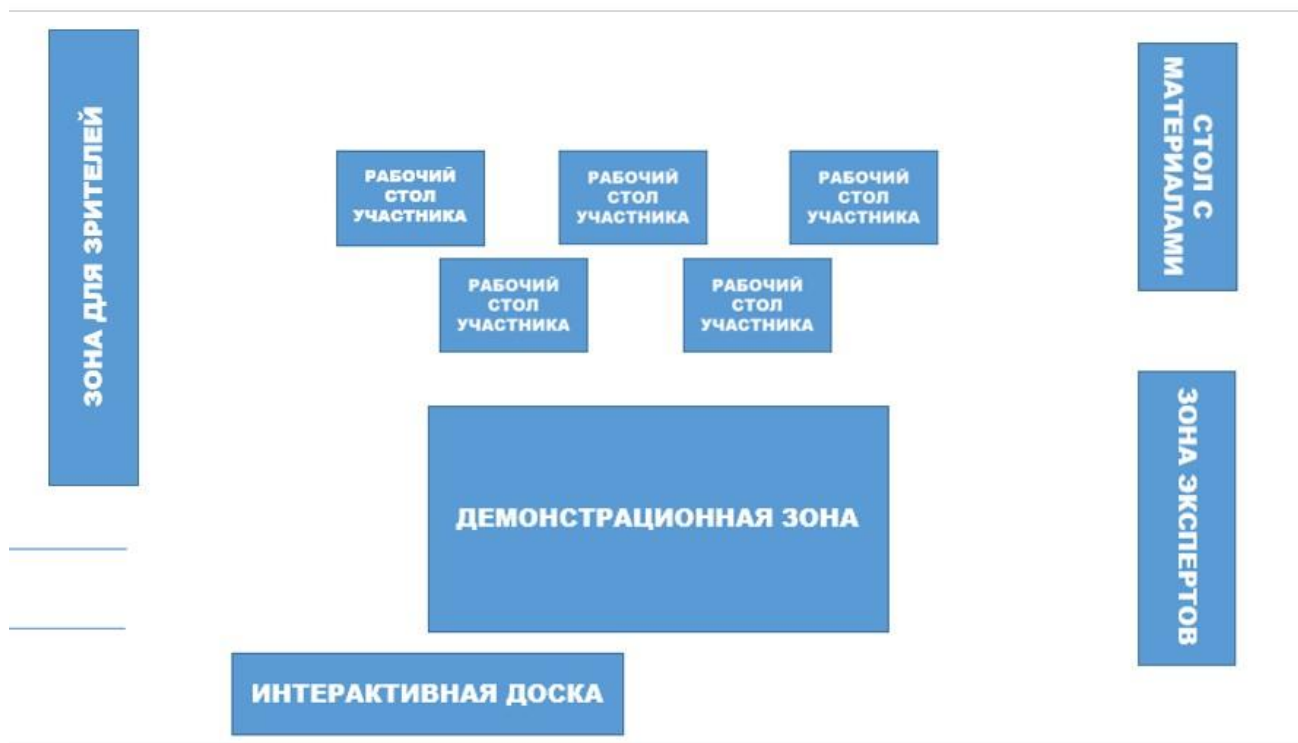 ЗОНА ДЛЯ ЗРИТЕЛЕЙ
РАБОЧИЙ
СТОЛ
УЧАСТНИКА
РАБОЧИЙ
СТОЛ
УЧАСТНИКА
РАБОЧИЙ
СТОЛ
УЧАСТНИКА
СТОЛ С
МАТЕРИАЛАМИ
РАБОЧИЙ
СТОЛ
УЧАСТНИКА
РАБОЧИЙ
СТОЛ
УЧАСТНИКА
ДЕМОНСТРАЦИОННАЯ ЗОНА
ЗОНА ЭКСПЕРТОВ
ИНТЕРАКТИВНАЯ ДОСКА